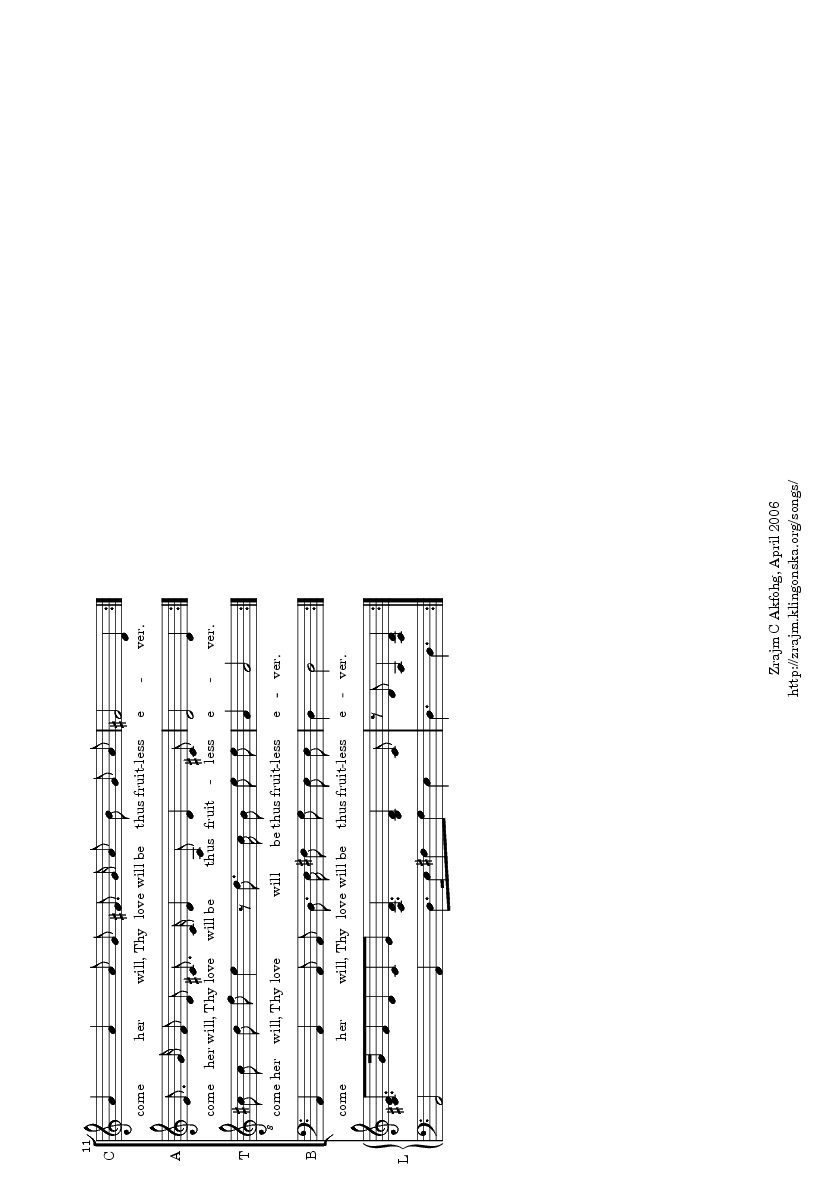 11
C
come her will, Thy love will be thus fruit-less e - ver.
A
come her will, Thy love will be thus fruit - less e - ver.
T
8
come her will, Thy love will be thus fruit-less e - ver.
B
come her will, Thy love will be thus fruit-less e - ver.
L
Zrajm C Akfohg, April 2006
http://zrajm.klingonska.org/songs/